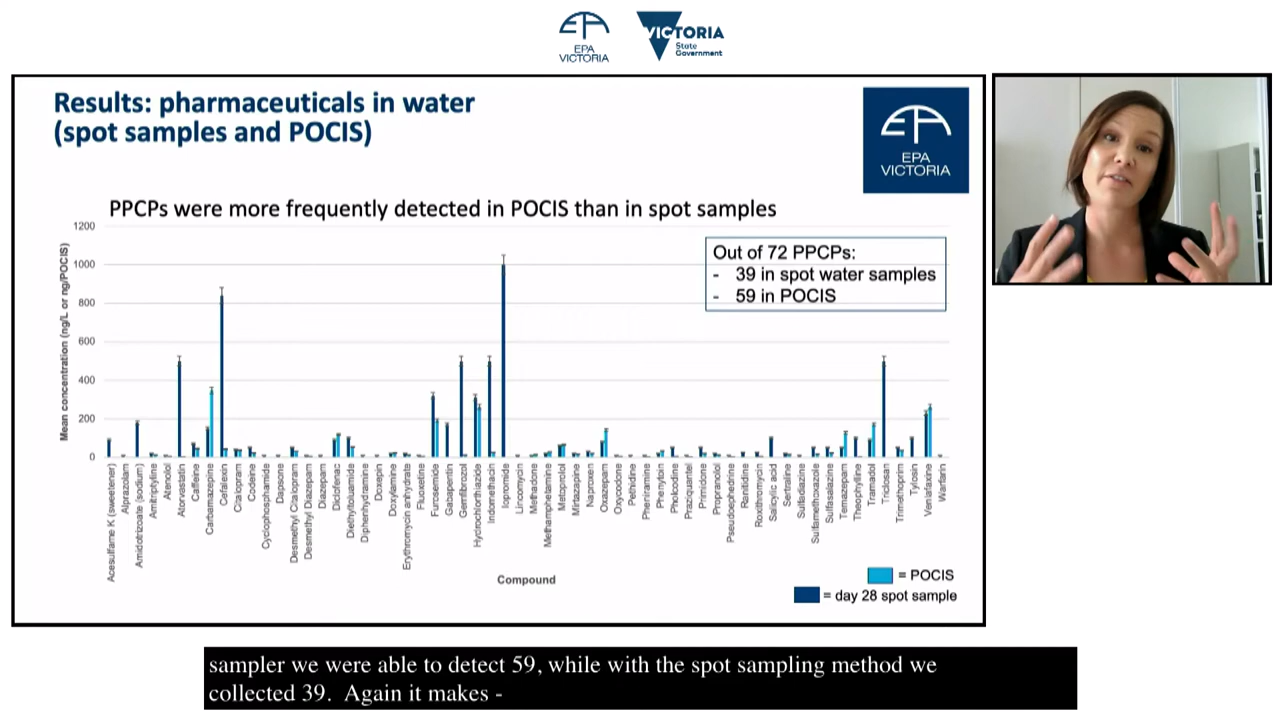 EPA
VICTORIA
VICTORIA
State
Government
Results: pharmaceuticals in water
(spot samples and POCIS)
EPA
VICTORIA
PPCPs were more frequently detected in POCIS than in spot samples
Out of 72 PPCPs:
- 39 in spot water samples
- 59 in POCIS
Mean concentration (ng/L or ng/POCIS)
1200
1000
800
600
400
200
0
Acesulfame K (sweetener)
Alprazolam
Amidotrizoate (sodium)
Amitriptyline
Atenolol
Atorvastatin
Caffeine
Carbamazepine
Cefalexin
Citalopram
Codeine
Cyclophosphamide
Dapsone
Desmethyl Citalopram
Desmethyl Diazepam
Diazepam
Diclofenac
Diethyltoluamide
Diphenhydramine
Doxepin
Doxylamine
Erythromycin anhydrate
Fluoxetine
Furosemide
Gabapentin
Gemfibrozil
Hydrochlorthiazide
Indomethacin
Iopromide
Lincomycin
Methadone
Methamphetamine
Metoprolol
Mirtazapine
Naproxen
Oxazepam
Oxycodone
Pethidine
Pheniramine
Phenytoin
Pholcodine
Praziquantel
Primidone
Propranolol
Pseudoephedrine
Ranitidine
Roxithromycin
Salicylic acid
Sertraline
Sulfadiazine
Sulfamethoxazole
Sulfasalazine
Temazepam
Theophylline
Tramadol
Triclosan
Trimethoprim
Tylosin
Venlafaxine
Warfarin
Compound
= POCIS
= day 28 spot sample
sampler we were able to detect 59, while with the spot sampling method we
collected 39. Again it makes -